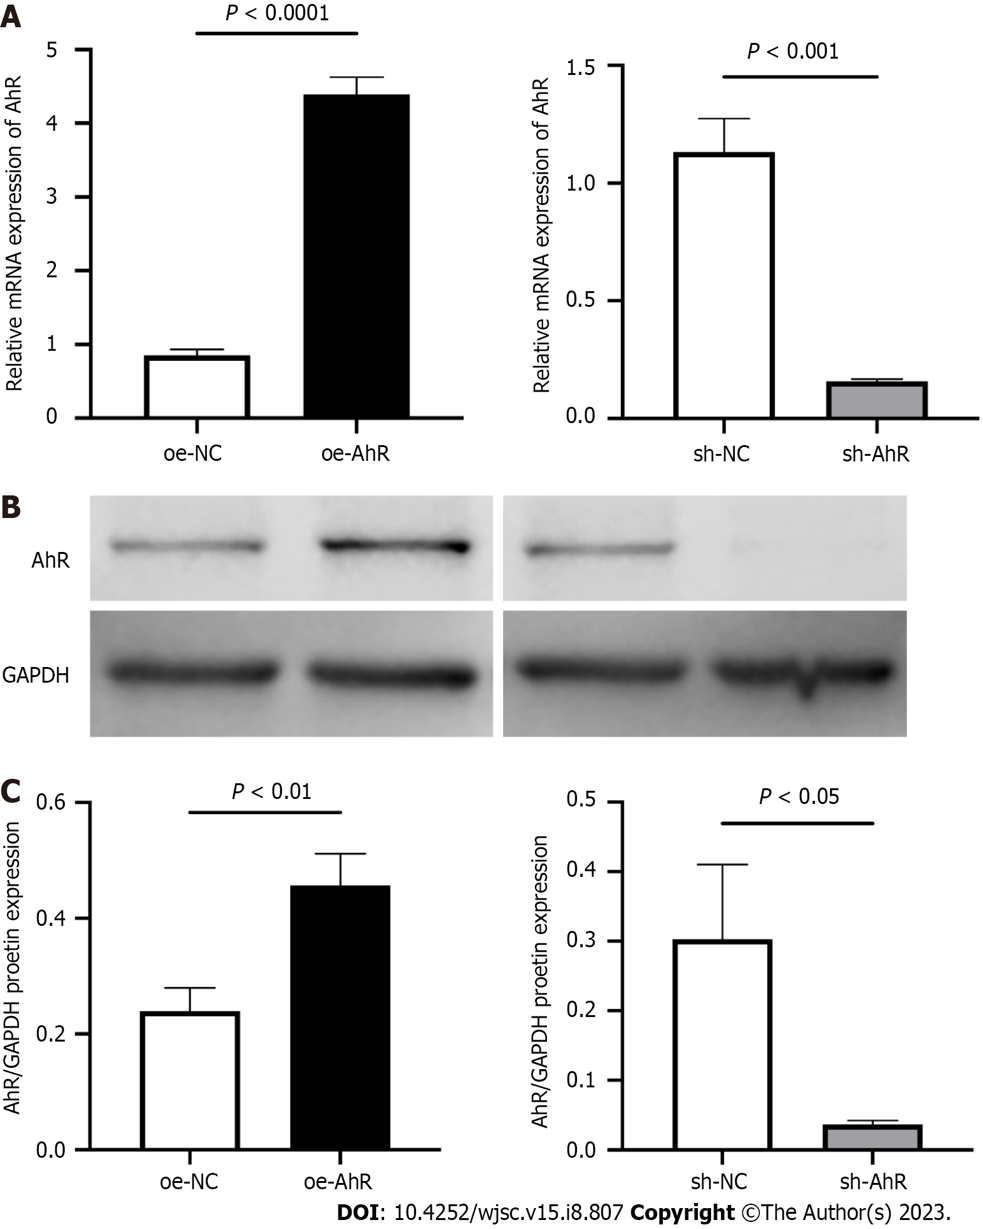 A
P < 0.0001
Relative mRNA expression of AhR
5
4
3
2
1
0
oe-NC
oe-AhR
P < 0.001
Relative mRNA expression of AhR
1.5
1.0
0.5
0.0
sh-NC
sh-AhR
B
AhR
GAPDH
C
P < 0.01
AhR/GAPDH proetin expression
0.6
0.4
0.2
0.0
oe-NC
oe-AhR
P < 0.05
AhR/GAPDH proetin expression
0.5
0.4
0.3
0.2
0.1
0.0
sh-NC
sh-AhR
DOI: 10.4252/wjsc.v15.i8.807 Copyright ©The Author(s) 2023.